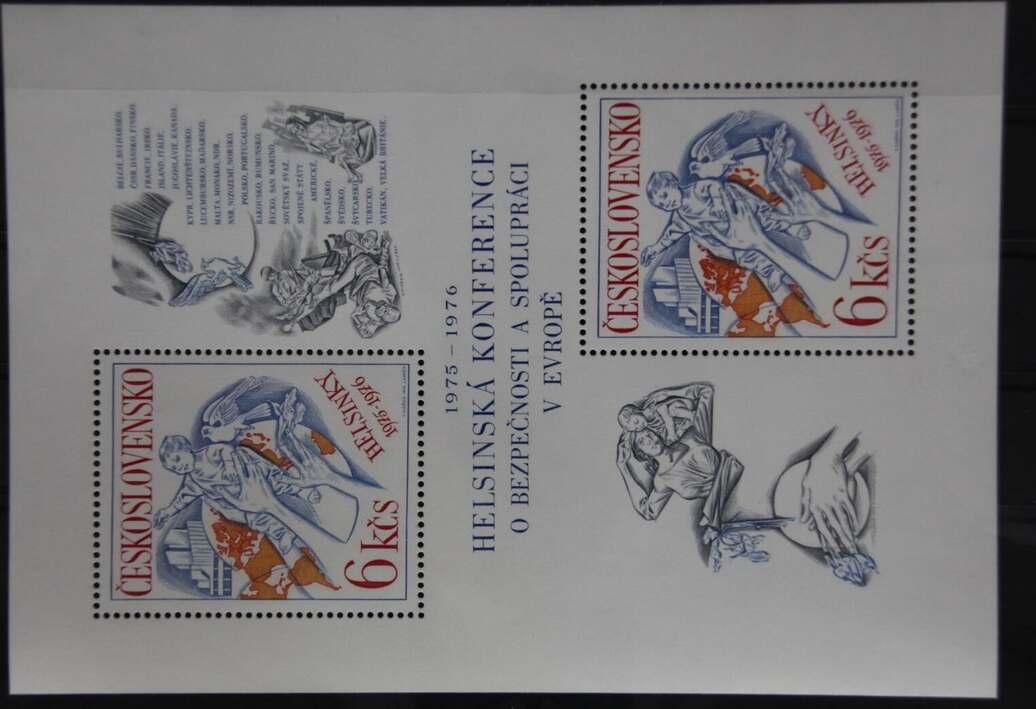 BELGIE, BULHARSKO,
ČSSR, DÁNSKO, FINSKO,
FRANCIE, IRSKO,
ISLAND, ITÁLIE,
JUGOSLÁVIE, KANADA,
KYPR, LICHTENŠTEJNSKO,
LUCEMBURSKO, MAĎARSKO,
MALTA, MONAKO, NDR,
NSR, NIZOZEMÍ, NORSKO,
POLSKO, PORTUGALSKO,
RAKOUSKO, RUMUNSKO,
ŘECKO, SAN MARINO,
SOVĚTSKÝ SVAZ,
SPOJENÉ STÁTY
AMERICKÉ,
ŠPANĚLSKO,
ŠVÉDSKO,
ŠVÝCARSKO,
TURECKO,
VATIKÁN, VELKÁ BRITÁNIE,
ČESKOSLOVENSKO
HELSINKY
1975-1976
6 KČS
1975 – 1976
HELSINSKÁ KONFERENCE
O BEZPEČNOSTI A SPOLUPRÁCI
V EVROPĚ
ČESKOSLOVENSKO
HELSINKY
1975-1976
6 KČS